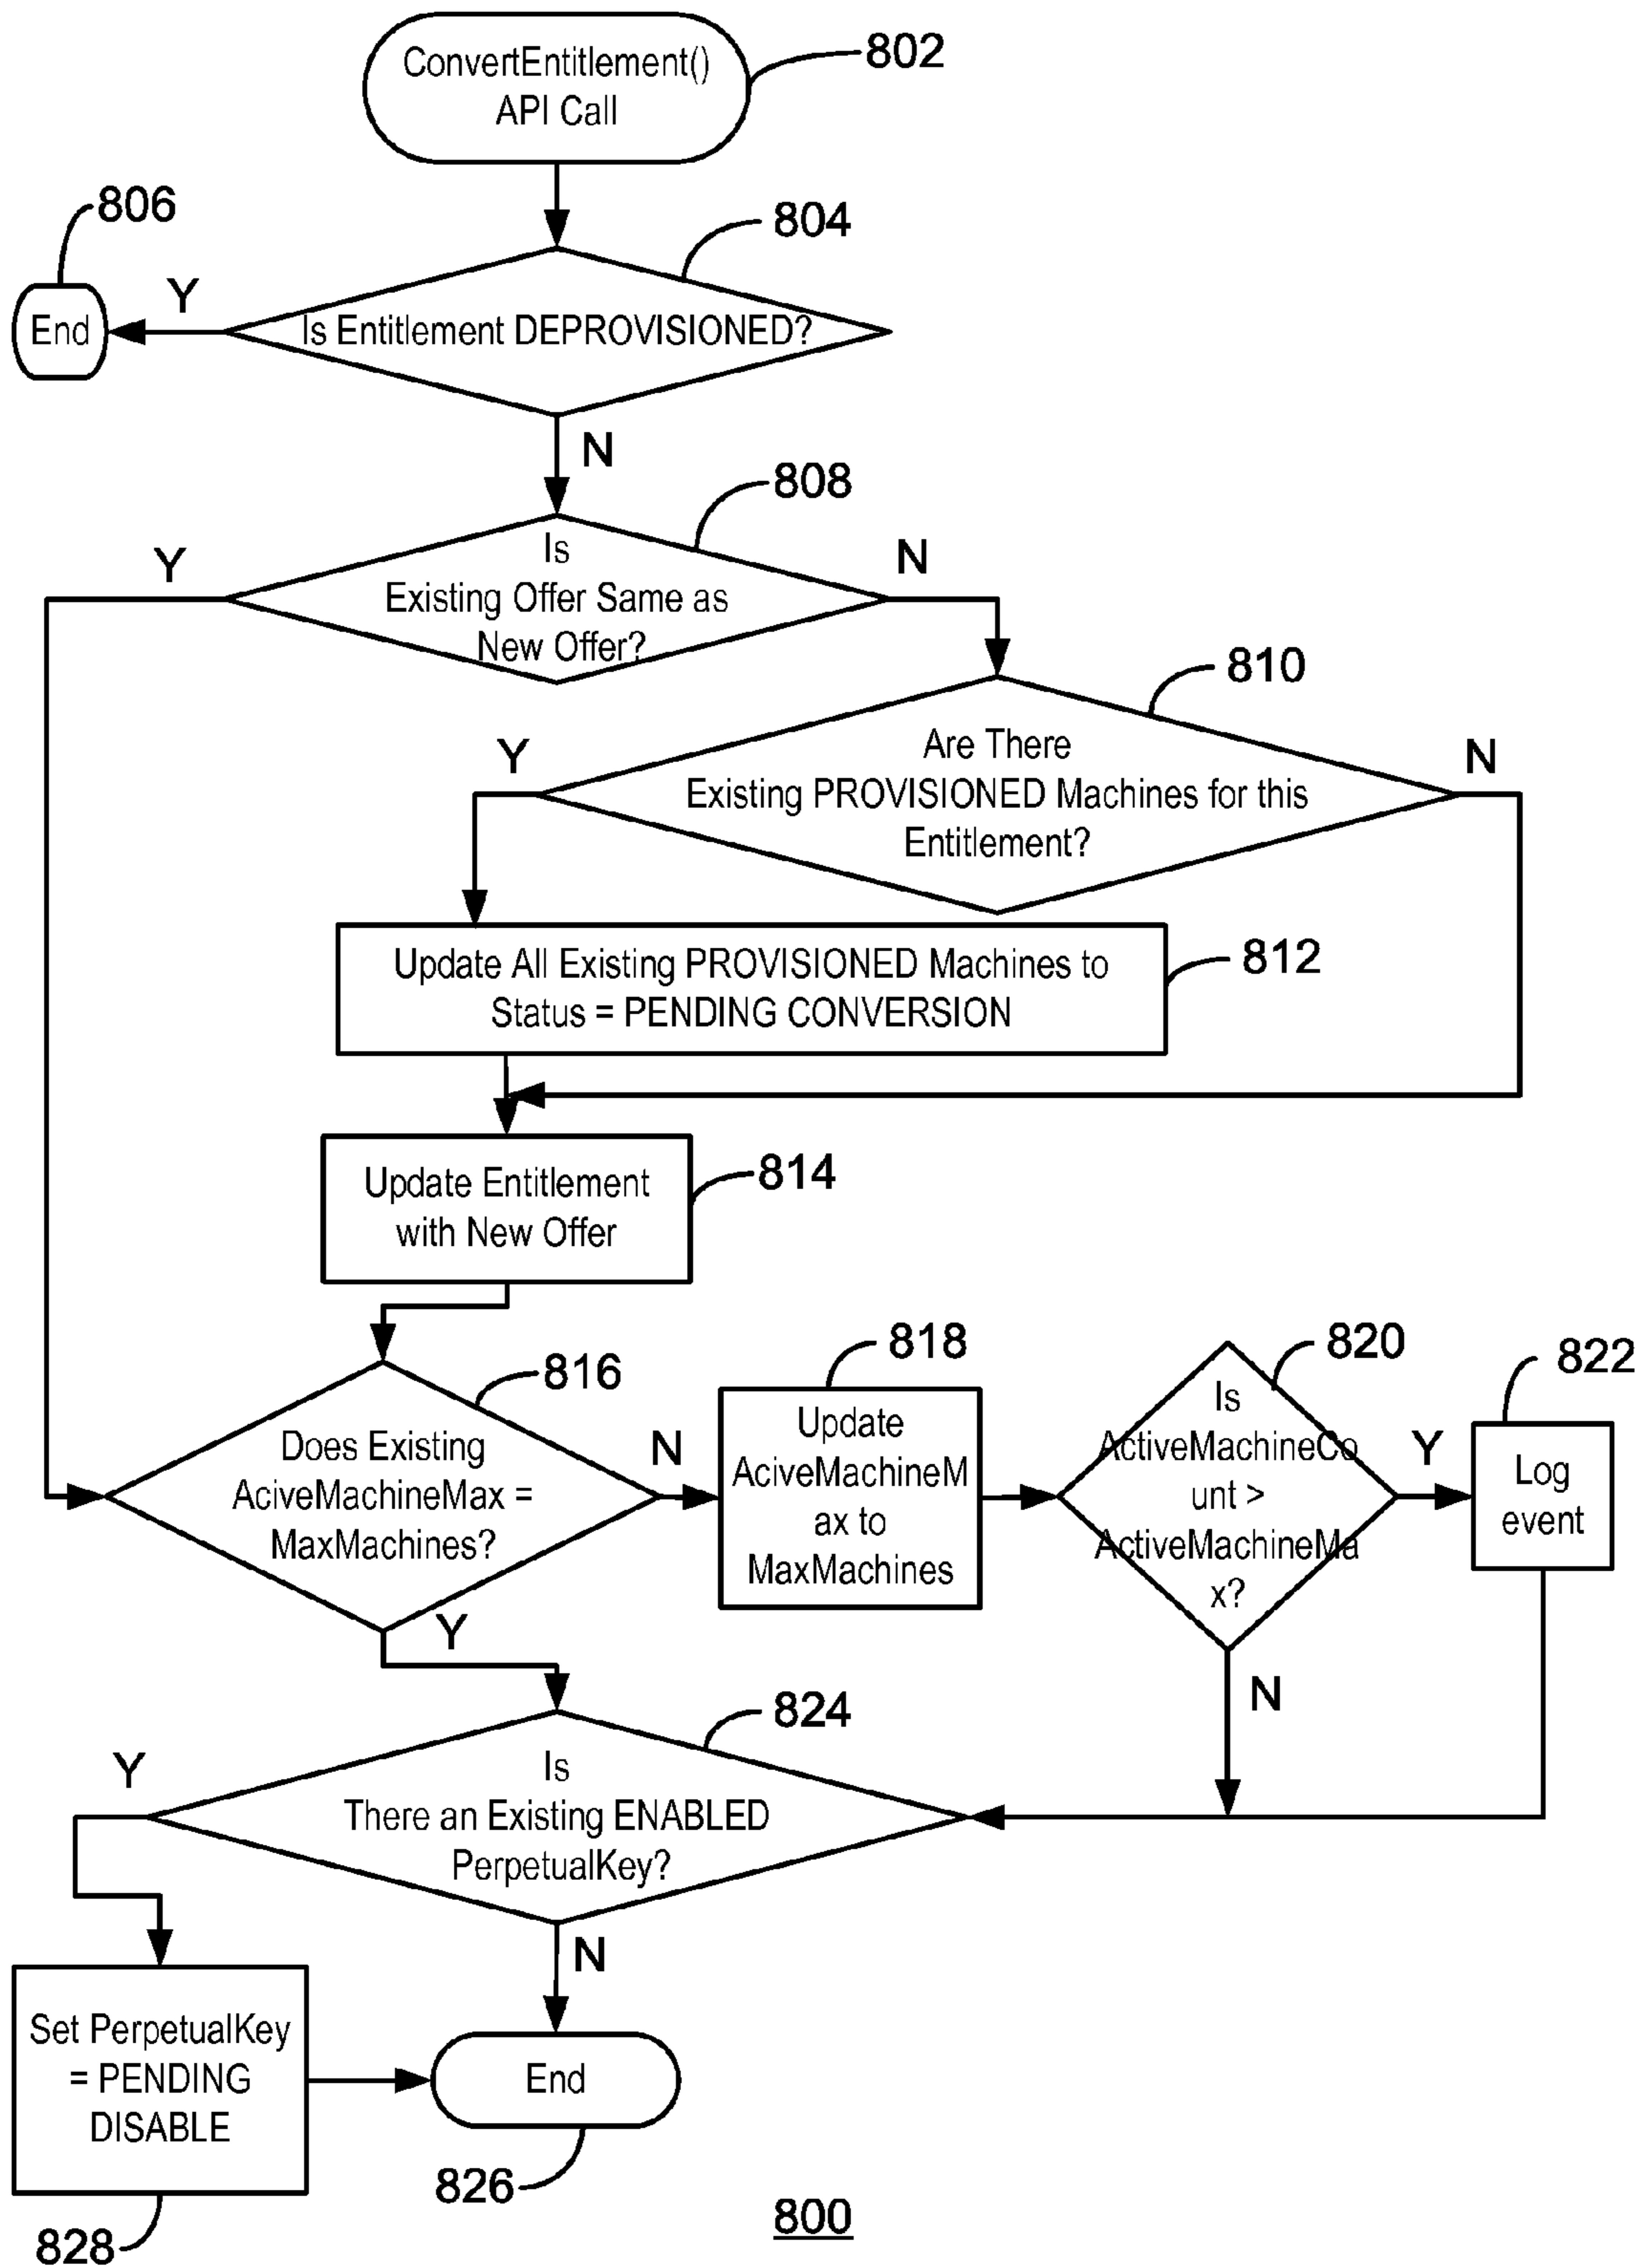 ConvertEntitlement()
API Call
802
806
804
Y
End
Is Entitlement DEPROVISIONED?
N
808
Y
Is
Existing Offer Same as
New Offer?
N
810
Y
Are There
Existing PROVISIONED Machines for this
Entitlement?
N
Update All Existing PROVISIONED Machines to
Status = PENDING CONVERSION
812
Update Entitlement
with New Offer
814
816
818
820
822
Does Existing
AciveMachineMax =
MaxMachines?
N
Update
AciveMachineM
ax to
MaxMachines
Is
ActiveMachineCo
unt >
ActiveMachineMa
x?
Y
Log
event
Y
N
824
Y
Is
There an Existing ENABLED
PerpetualKey?
N
Set PerpetualKey
= PENDING
DISABLE
End
826
828
800